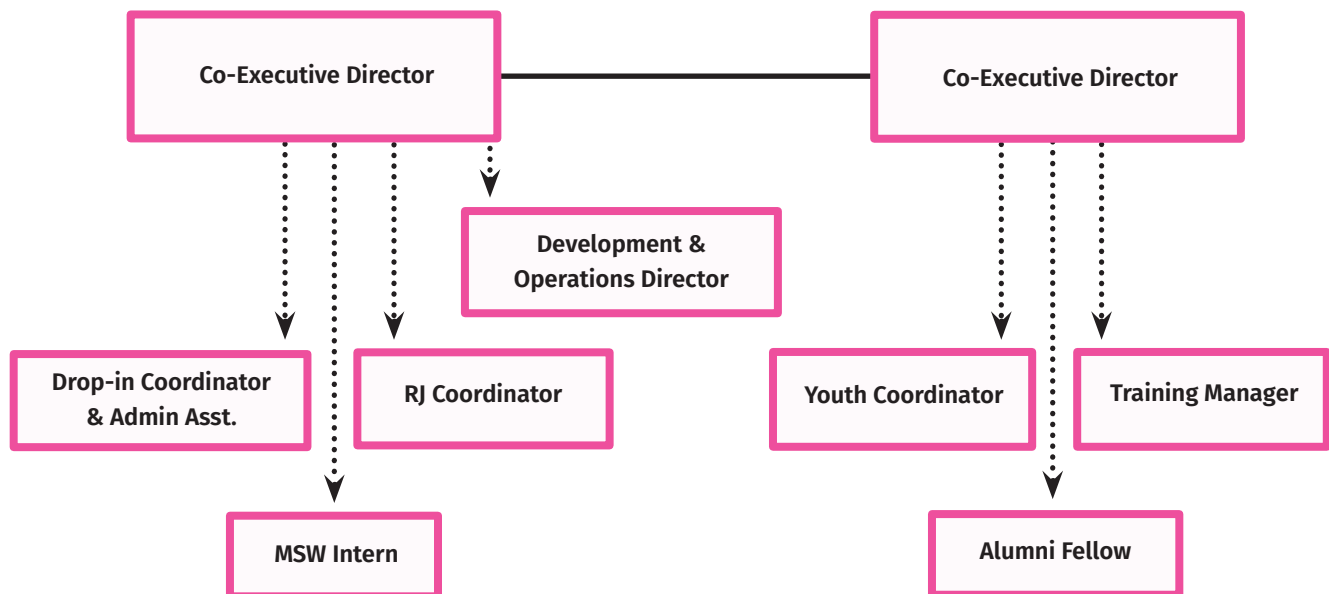 Co-Executive Director
Co-Executive Director
Development &
Operations Director
Drop-in Coordinator
& Admin Asst.
RJ Coordinator
Youth Coordinator
Training Manager
MSW Intern
Alumni Fellow